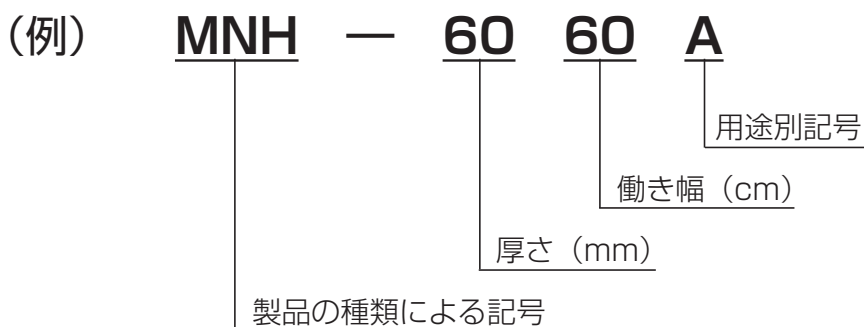 （例） MNH － 60 60 A
用途別記号
働き幅（cm）
厚さ（mm）
製品の種類による記号